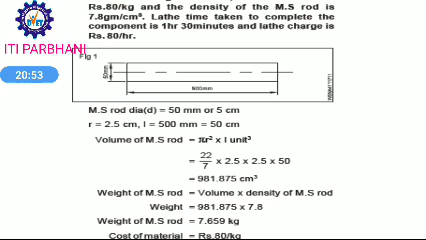 Rs.80/kg and the density of the M.S rod is
7.8gm/cm³. Lathe time taken to complete the
component is 1hr 30minutes and lathe charge is
Rs.80/hr.
ITI PARBHANI
20:53
Fig 1
50mm
500mm
M.S rod dia(d) = 50 mm or 5 cm
r = 2.5 cm, l = 500 mm = 50 cm
Volume of M.S rod = πr² x l unit³
= 22/7 x 2.5 x 2.5 x 50
= 981.875 cm³
Weight of M.S rod = Volume x density of M.S rod
Weight = 981.875 x 7.8
Weight of M.S rod = 7.659 kg
Cost of material = Rs.80/kg